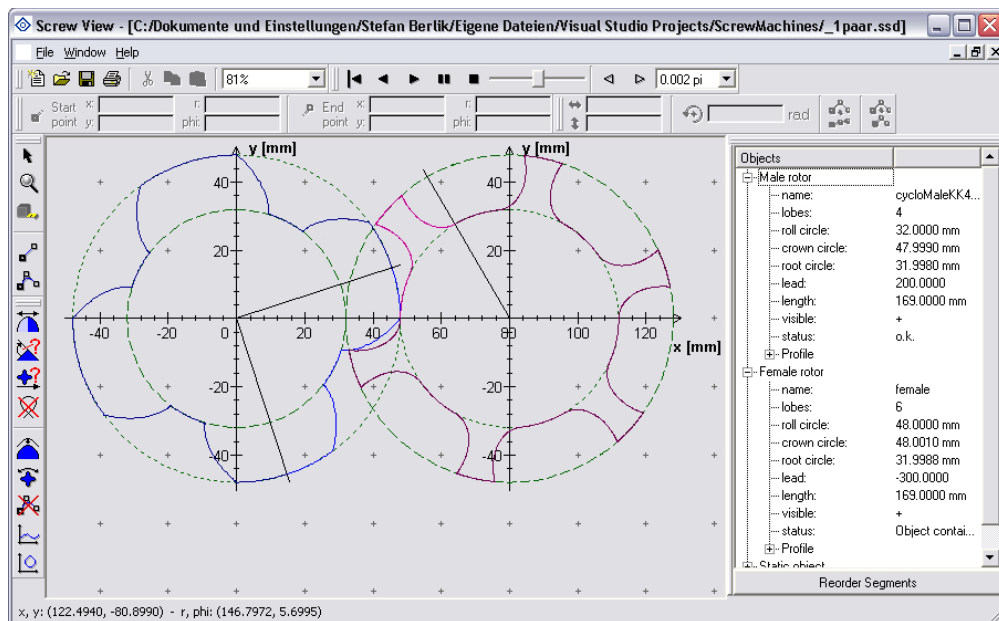 Screw View - [C:/Dokumente und Einstellungen/Stefan Berlik/Eigene Dateien/Visual Studio Projects/ScrewMachines/_1paar.ssd]
File Window Help
81% 0.002 pi
Start x: r: End x: r:
point y: phi: point y: phi: rad
y [mm] y [mm]
40 40
20 20
-40 -20 0 20 40 60 80 100 120
x [mm]
-20 -20
-40 -40
Objects
Male rotor
name: cycloMaleKK4...
lobes: 4
roll circle: 32.0000 mm
crown circle: 47.9990 mm
root circle: 31.9980 mm
lead: 200.0000
length: 169.0000 mm
visible: +
status: o.k.
Profile
Female rotor
name: female
lobes: 6
roll circle: 48.0000 mm
crown circle: 48.0010 mm
root circle: 31.9988 mm
lead: -300.0000
length: 169.0000 mm
visible: +
status: Object contai...
Profile
Static object
Reorder Segments
x, y: (122.4940, -80.8990) - r, phi: (146.7972, 5.6995)